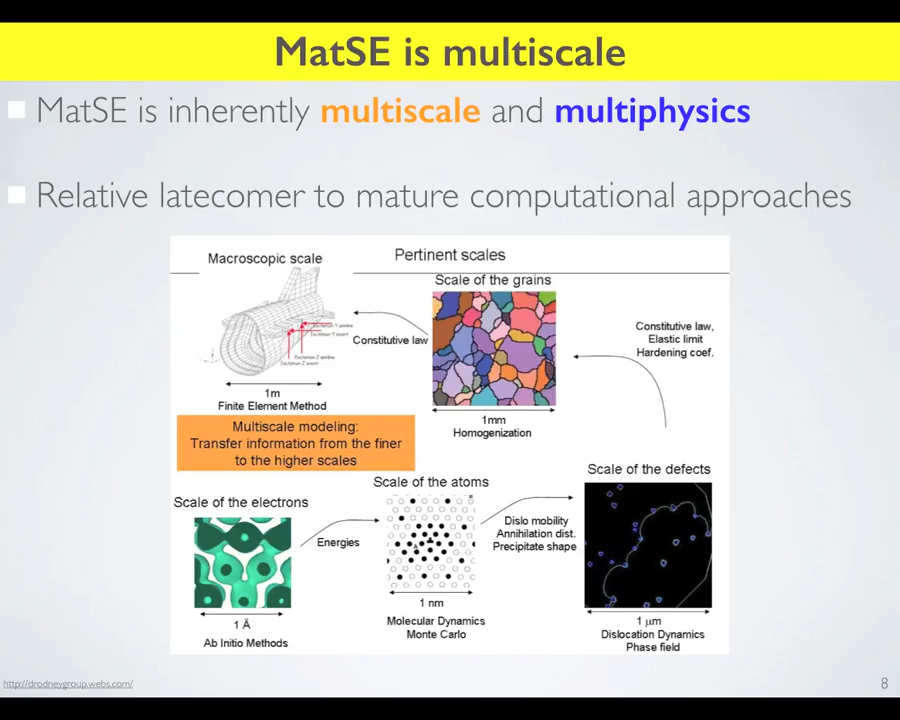 MatSE is multiscale
MatSE is inherently multiscale and multiphysics
Relative latecomer to mature computational approaches
Macroscopic scale
Pertinent scales
Scale of the grains
Constitutive law
1m
Finite Element Method
1mm
Homogenization
Constitutive law,
Elastic limit
Hardening coef.
Multiscale modeling:
Transfer information from the finer
to the higher scales
Scale of the electrons
Energies
1 Å
Ab Initio Methods
Scale of the atoms
1 nm
Molecular Dynamics
Monte Carlo
Dislo mobility
Annihilation dist.
Precipitate shape
Scale of the defects
1 μm
Dislocation Dynamics
Phase field
http://drodneygroup.webs.com/
8